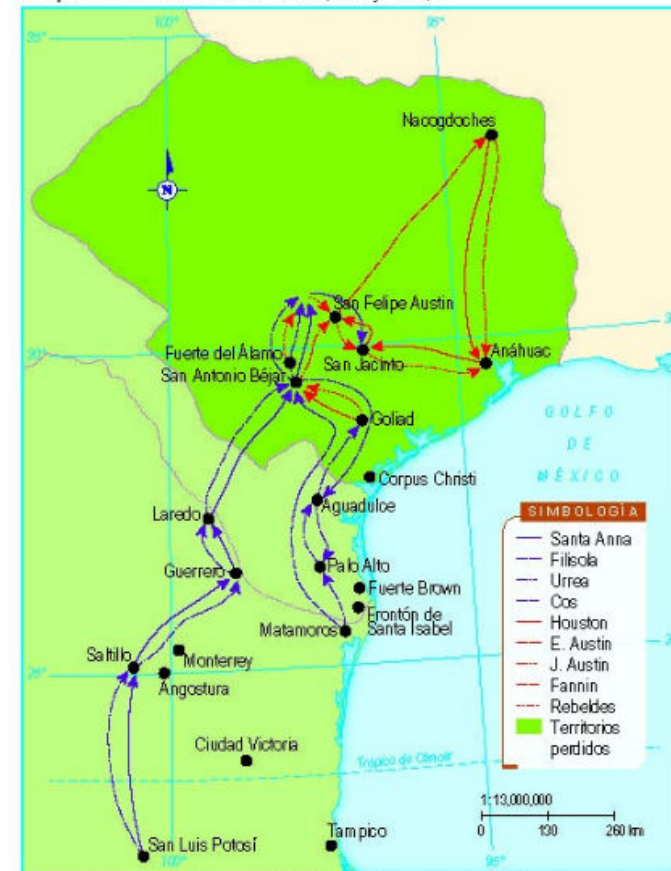 103°
95°
35°
Nacogdoches
N
San Felipe Austin
Fuerte del Álamo
San Jacinto
Anáhuac
30°
San Antonio Béjar
Goliad
GOLFO
DE
MÉXICO
Corpus Christi
Aguadulce
Laredo
Palo Alto
Guerrero
Fuerte Brown
Frontón de
Santa Isabel
Matamoros
Saltillo
Monterrey
25°
Angostura
Ciudad Victoria
Tampico
San Luis Potosí
100°
95°
SIMBOLOGÍA
Santa Anna
Filisola
Urrea
Cos
Houston
E. Austin
J. Austin
Fannin
Rebeldes
Territorios
perdidos
1:13,000,000
0 130 260 km